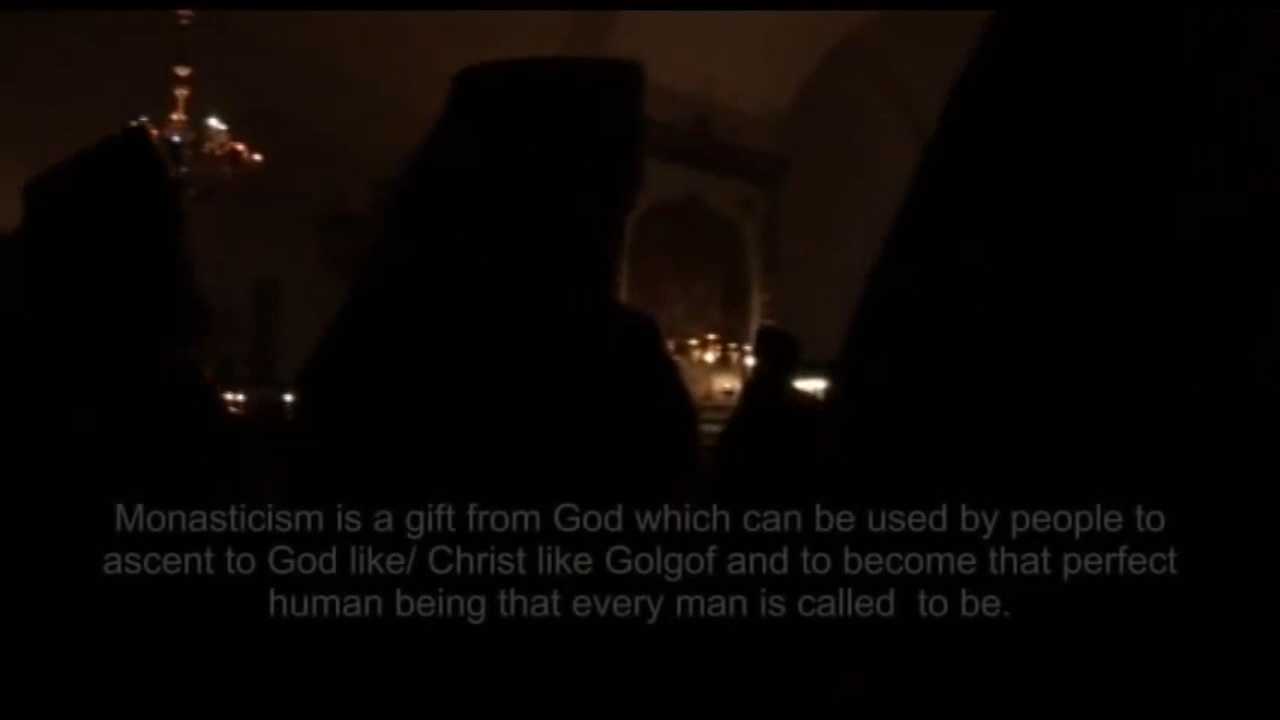 Monasticism is a gift from God which can be used by people to
ascent to God like/ Christ like Golgof and to become that perfect
human being that every man is called  to be.